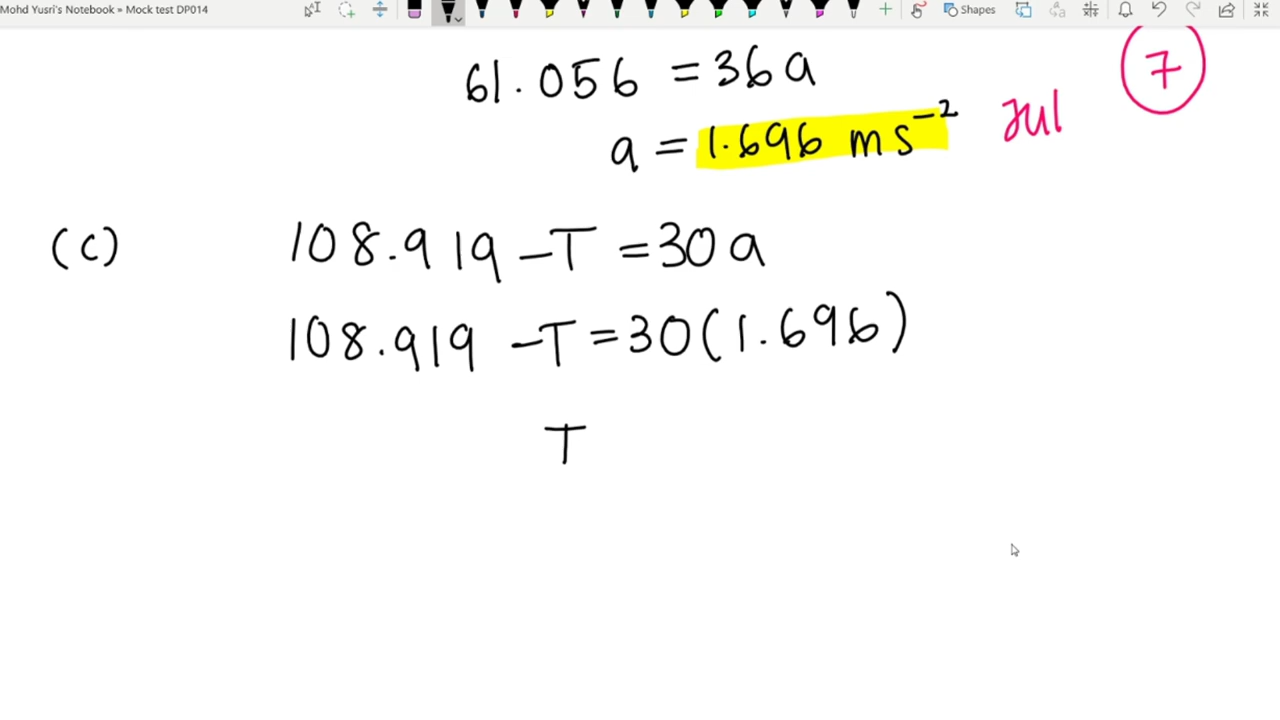 Mohd Yusri's Notebook » Mock test DP014
Shapes
61.056 = 36a
7
a = 1.696 ms⁻²
Jul
(c) 108.919 - T = 30a
108.919 - T = 30(1.696)
T